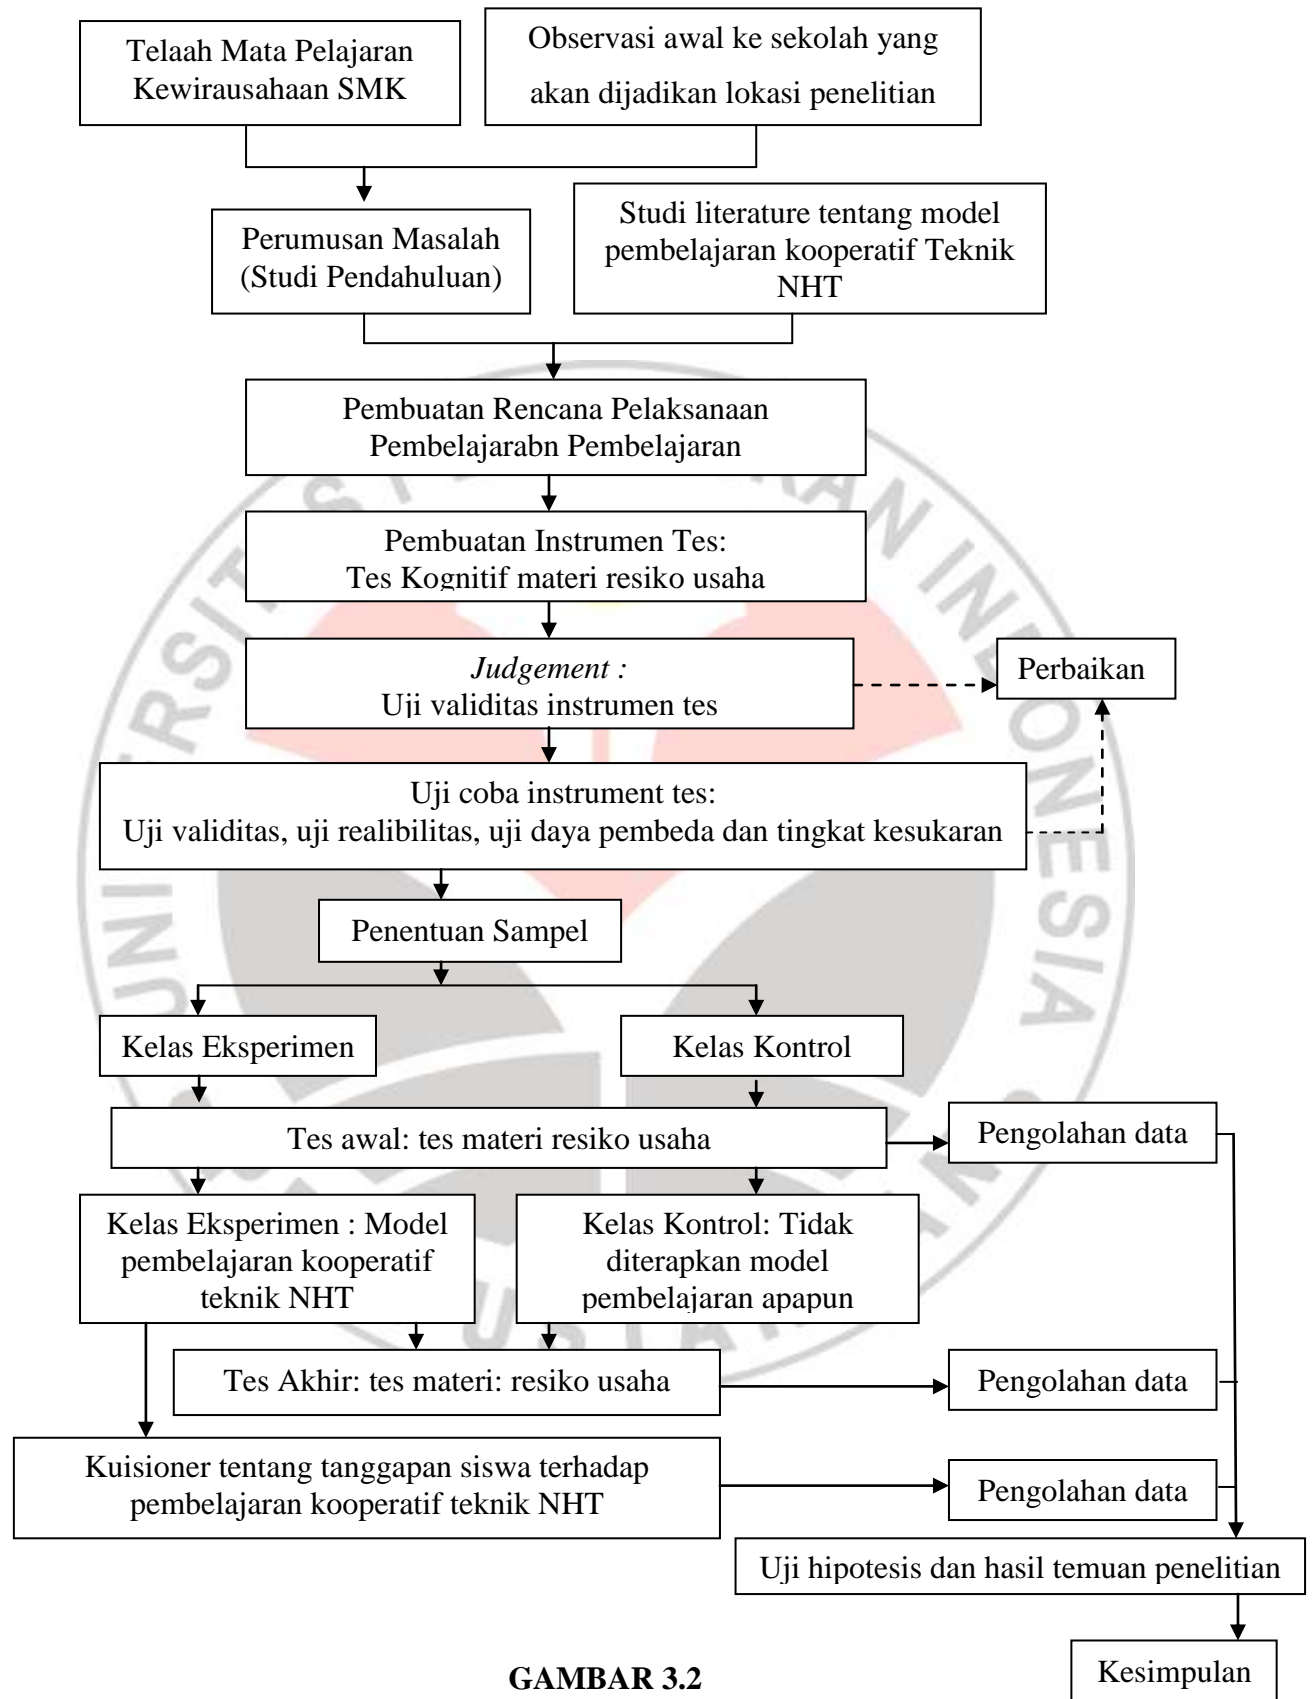 Telaah Mata Pelajaran
Kewirausahaan SMK
Observasi awal ke sekolah yang
akan dijadikan lokasi penelitian
Perumusan Masalah
(Studi Pendahuluan)
Studi literature tentang model
pembelajaran kooperatif Teknik
NHT
Pembuatan Rencana Pelaksanaan
Pembelajarabn Pembelajaran
Pembuatan Instrumen Tes:
Tes Kognitif materi resiko usaha
Judgement :
Uji validitas instrumen tes
Perbaikan
Uji coba instrument tes:
Uji validitas, uji realibilitas, uji daya pembeda dan tingkat kesukaran
Penentuan Sampel
Kelas Eksperimen
Kelas Kontrol
Tes awal: tes materi resiko usaha
Pengolahan data
Kelas Eksperimen : Model
pembelajaran kooperatif
teknik NHT
Kelas Kontrol: Tidak
diterapkan model
pembelajaran apapun
Tes Akhir: tes materi: resiko usaha
Pengolahan data
Kuisioner tentang tanggapan siswa terhadap
pembelajaran kooperatif teknik NHT
Pengolahan data
Uji hipotesis dan hasil temuan penelitian
Kesimpulan
GAMBAR 3.2